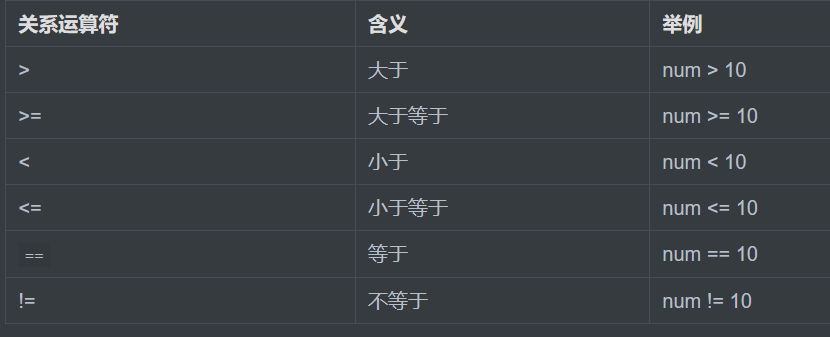 关系运算符 含义 举例
> 大于 num > 10
>= 大于等于 num >= 10
< 小于 num < 10
<= 小于等于 num <= 10
== 等于 num == 10
!= 不等于 num != 10